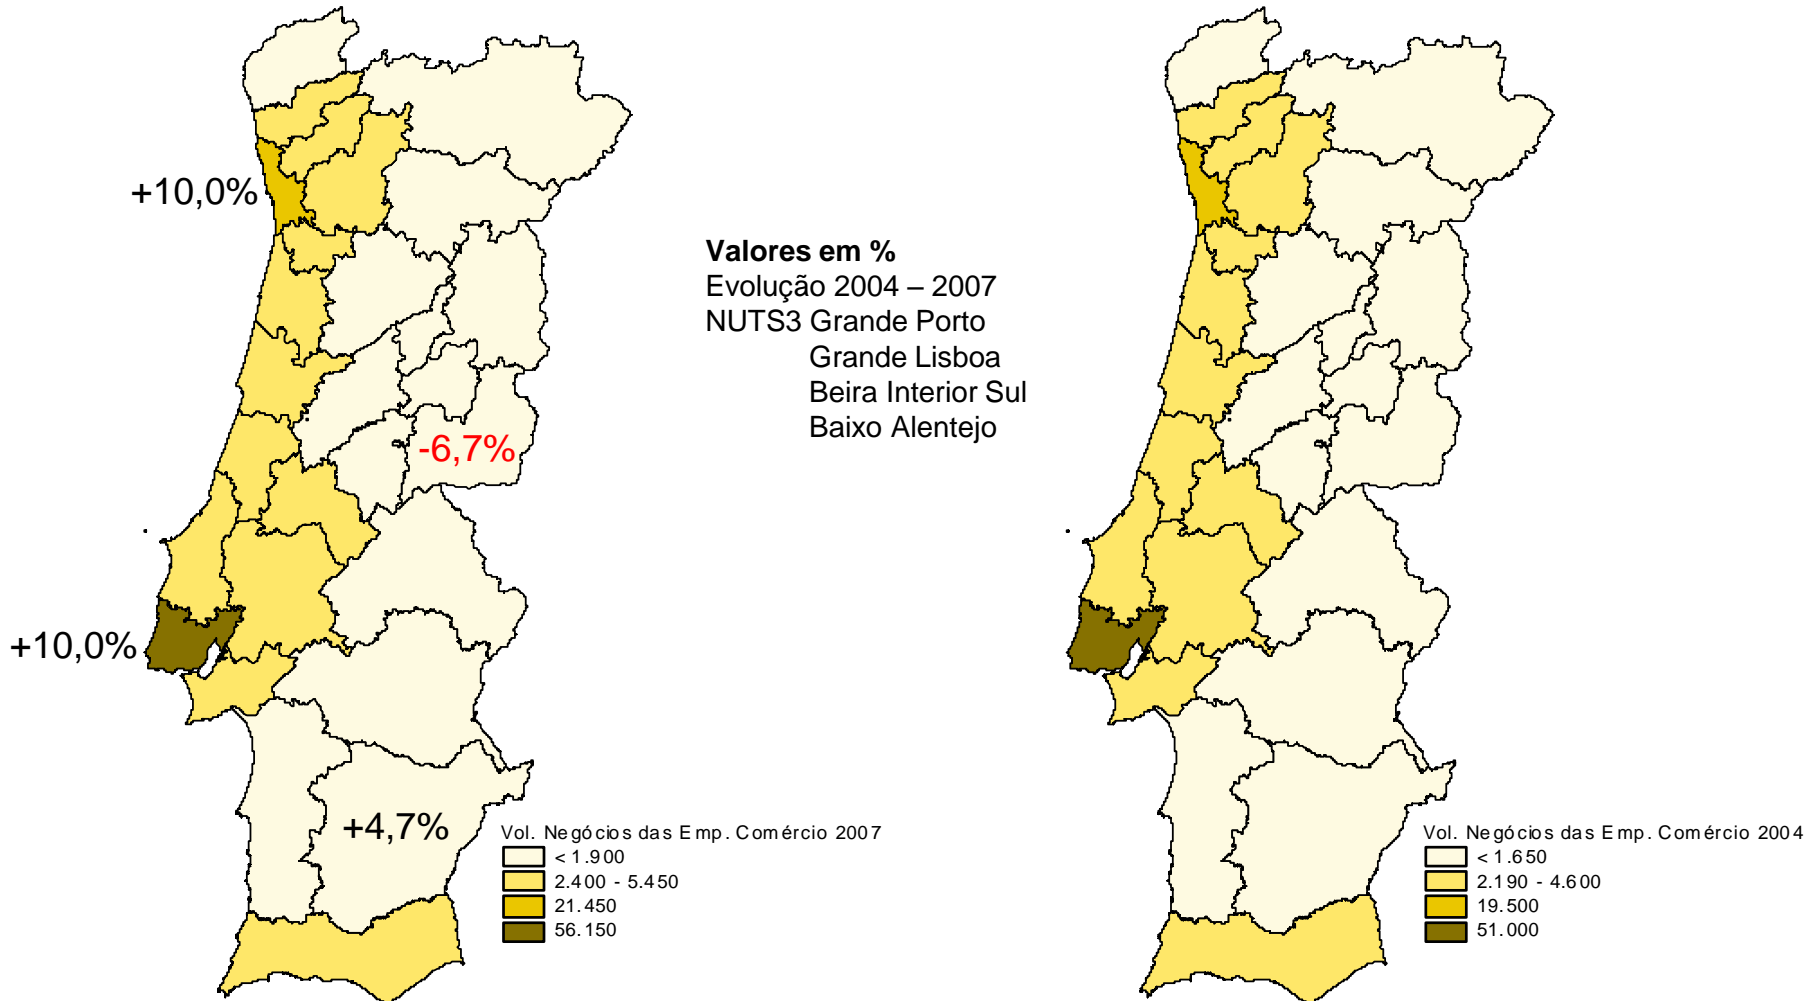 +10,0%
Valores em %
Evolução 2004 – 2007
NUTS3 Grande Porto
Grande Lisboa
Beira Interior Sul
Baixo Alentejo
-6,7%
+10,0%
+4,7%
Vol. Negócios das Emp. Comércio 2007
< 1.900
2.400 - 5.450
21.450
56.150
Vol. Negócios das Emp. Comércio 2004
< 1.650
2.190 - 4.600
19.500
51.000